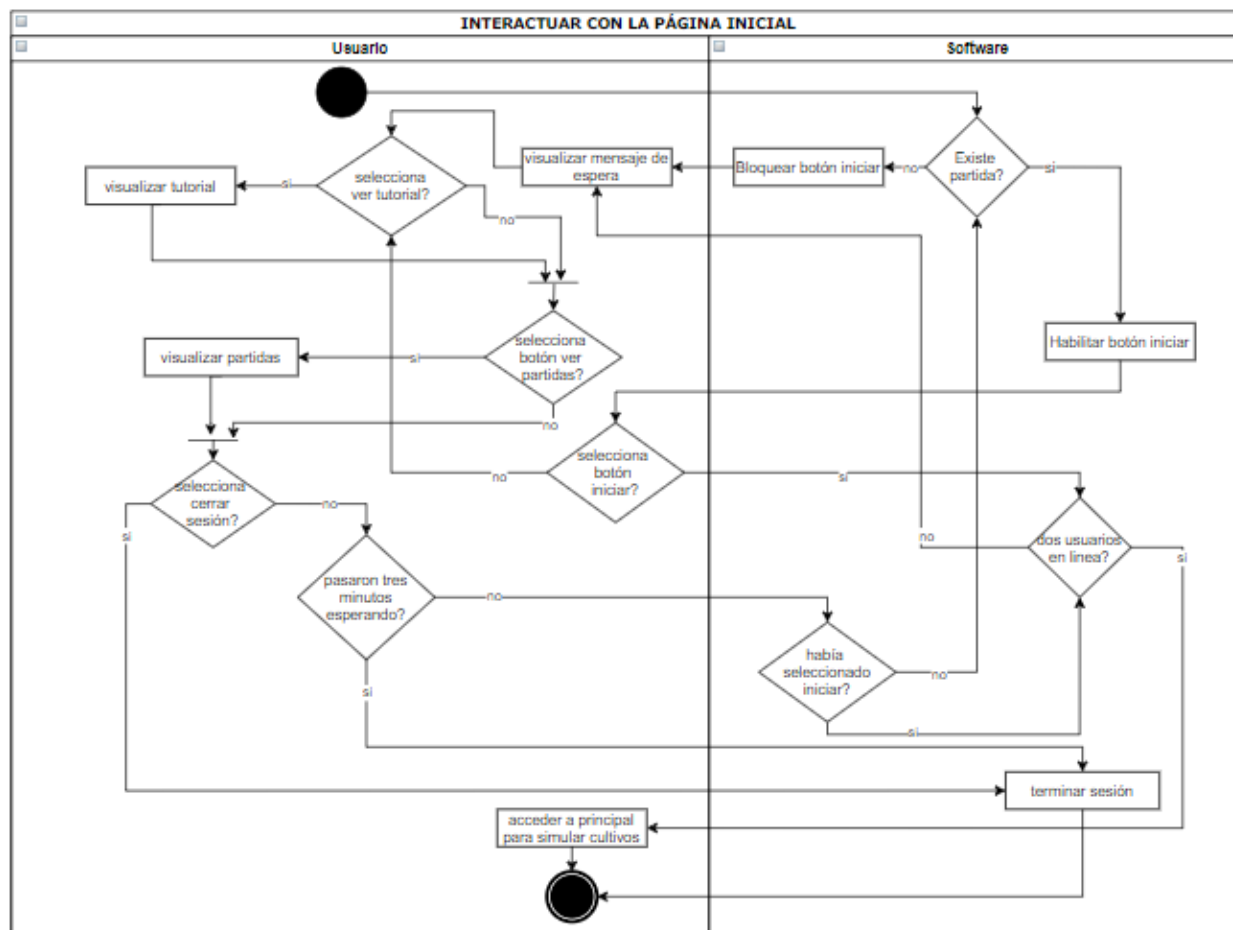 INTERACTUAR CON LA PÁGINA INICIAL
Usuario
Software
visualizar tutorial
si
selecciona
ver tutorial?
no
visualizar mensaje de
espera
Bloquear botón iniciar
no
Existe
partida?
si
visualizar partidas
si
selecciona
botón ver
partidas?
no
Habilitar botón iniciar
selecciona
cerrar
sesión?
si
no
no
selecciona
botón
iniciar?
si
no
dos usuarios
en linea?
si
pasaron tres
minutos
esperando?
no
si
había
seleccionado
iniciar?
no
si
terminar sesión
acceder a principal
para simular cultivos